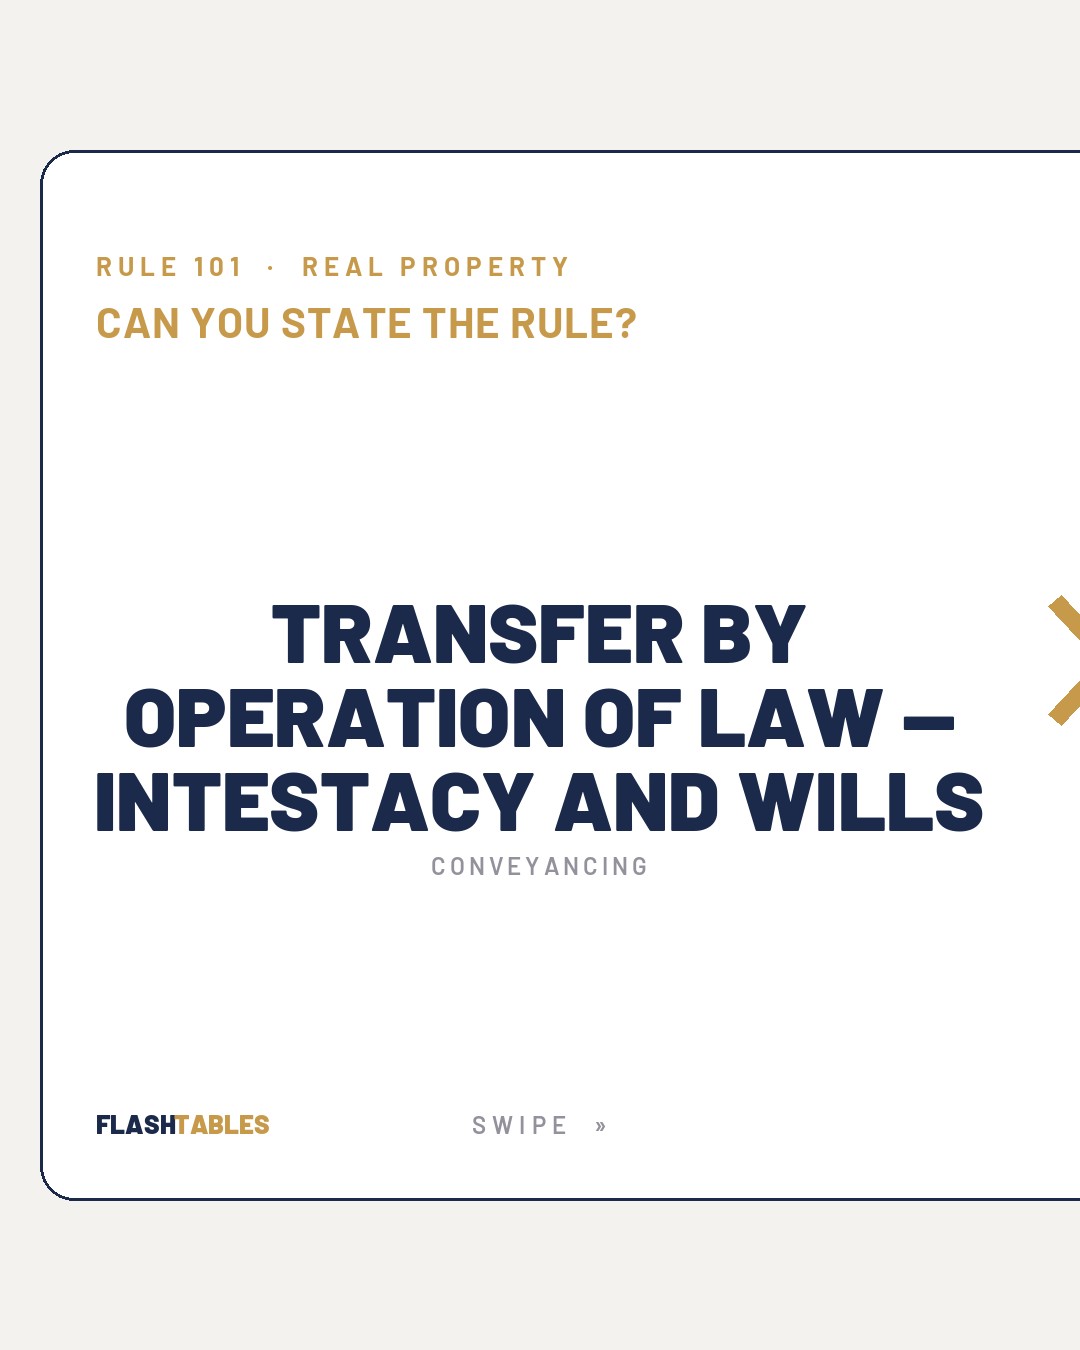 RULE 101 · REAL PROPERTY
CAN YOU STATE THE RULE?
TRANSFER BY
OPERATION OF LAW –
INTESTACY AND WILLS
CONVEYANCING
FLASHTABLES
SWIPE »